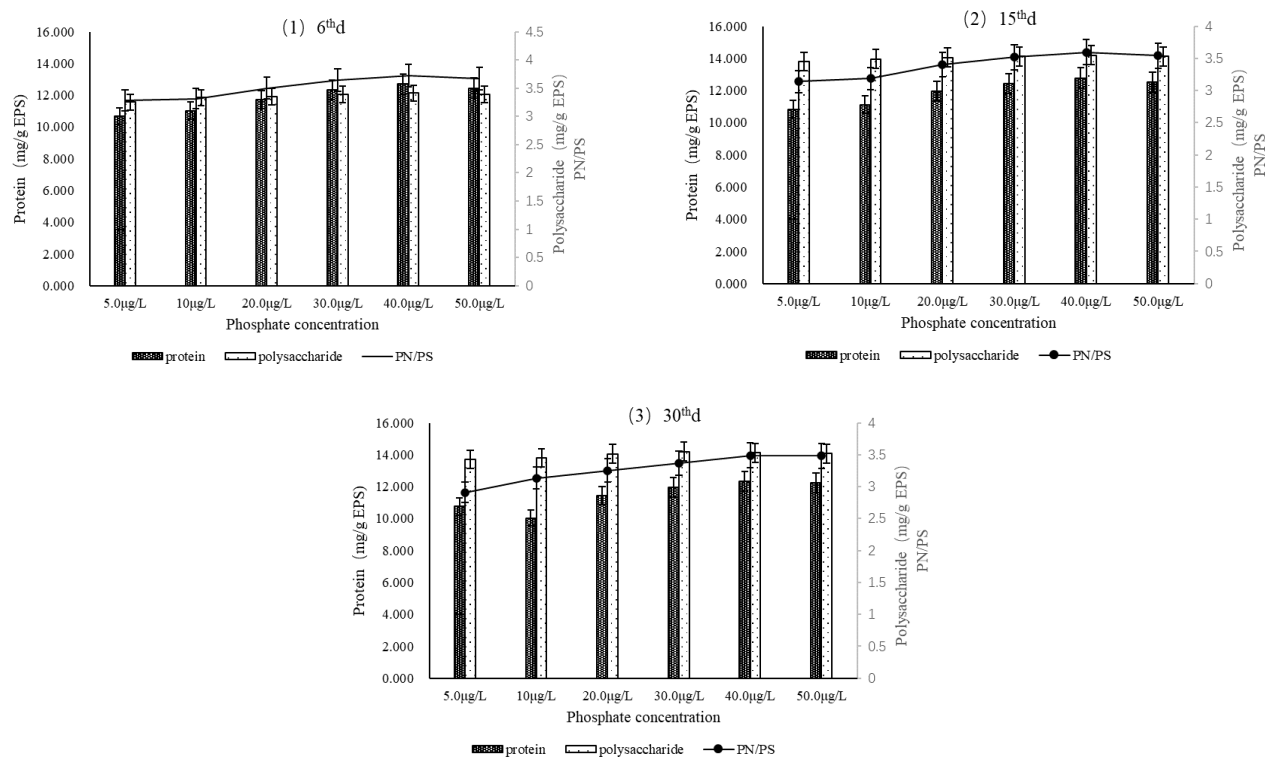 (1) 6thd
16.000
14.000
12.000
10.000
8.000
6.000
4.000
2.000
0.000
Protein (mg/g EPS)
4.5
4
3.5
3
2.5
2
1.5
1
0.5
0
Polysaccharide (mg/g EPS)
PN/PS
5.0μg/L 10μg/L 20.0μg/L 30.0μg/L 40.0μg/L 50.0μg/L
Phosphate concentration
protein polysaccharide PN/PS
(2) 15thd
16.000
14.000
12.000
10.000
8.000
6.000
4.000
2.000
0.000
Protein (mg/g EPS)
4
3.5
3
2.5
2
1.5
1
0.5
0
Polysaccharide (mg/g EPS)
PN/PS
5.0μg/L 10μg/L 20.0μg/L 30.0μg/L 40.0μg/L 50.0μg/L
Phosphate concentration
protein polysaccharide PN/PS
(3) 30thd
16.000
14.000
12.000
10.000
8.000
6.000
4.000
2.000
0.000
Protein (mg/g EPS)
4
3.5
3
2.5
2
1.5
1
0.5
0
Polysaccharide (mg/g EPS)
PN/PS
5.0μg/L 10μg/L 20.0μg/L 30.0μg/L 40.0μg/L 50.0μg/L
Phosphate concentration
protein polysaccharide PN/PS